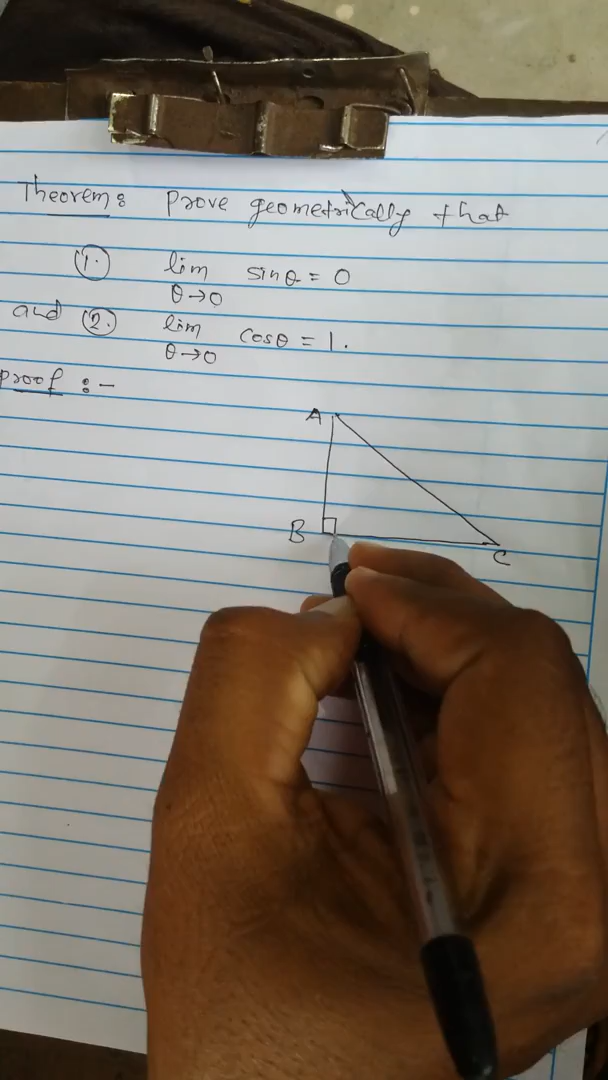 Theorem: Prove geometrically that
1. lim sinθ = 0
θ→0
and 2. lim cosθ = 1.
θ→0
Proof :-
A
B
C